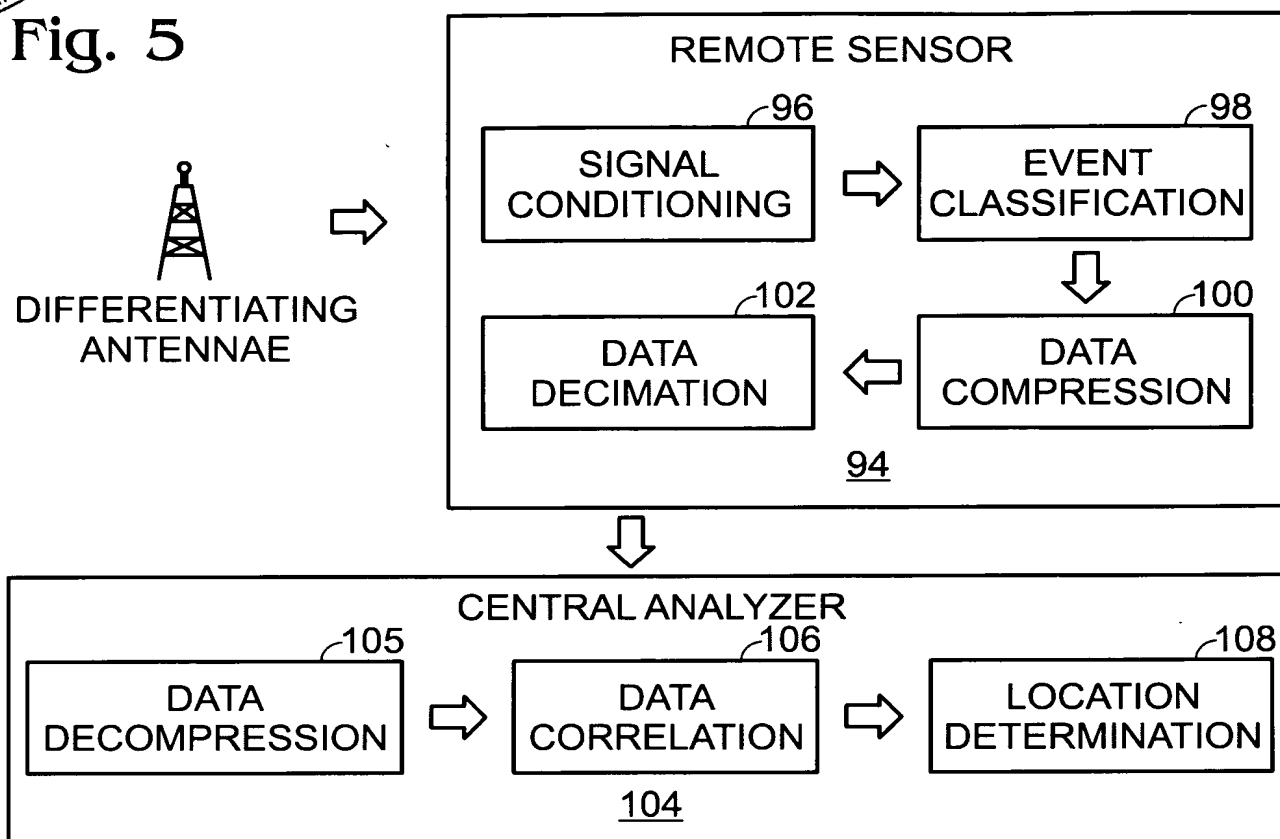 Fig. 5
REMOTE SENSOR
96
SIGNAL
CONDITIONING
98
EVENT
CLASSIFICATION
DIFFERENTIATING
ANTENNAE
102
DATA
DECIMATION
100
DATA
COMPRESSION
94
CENTRAL ANALYZER
105
DATA
DECOMPRESSION
106
DATA
CORRELATION
108
LOCATION
DETERMINATION
104